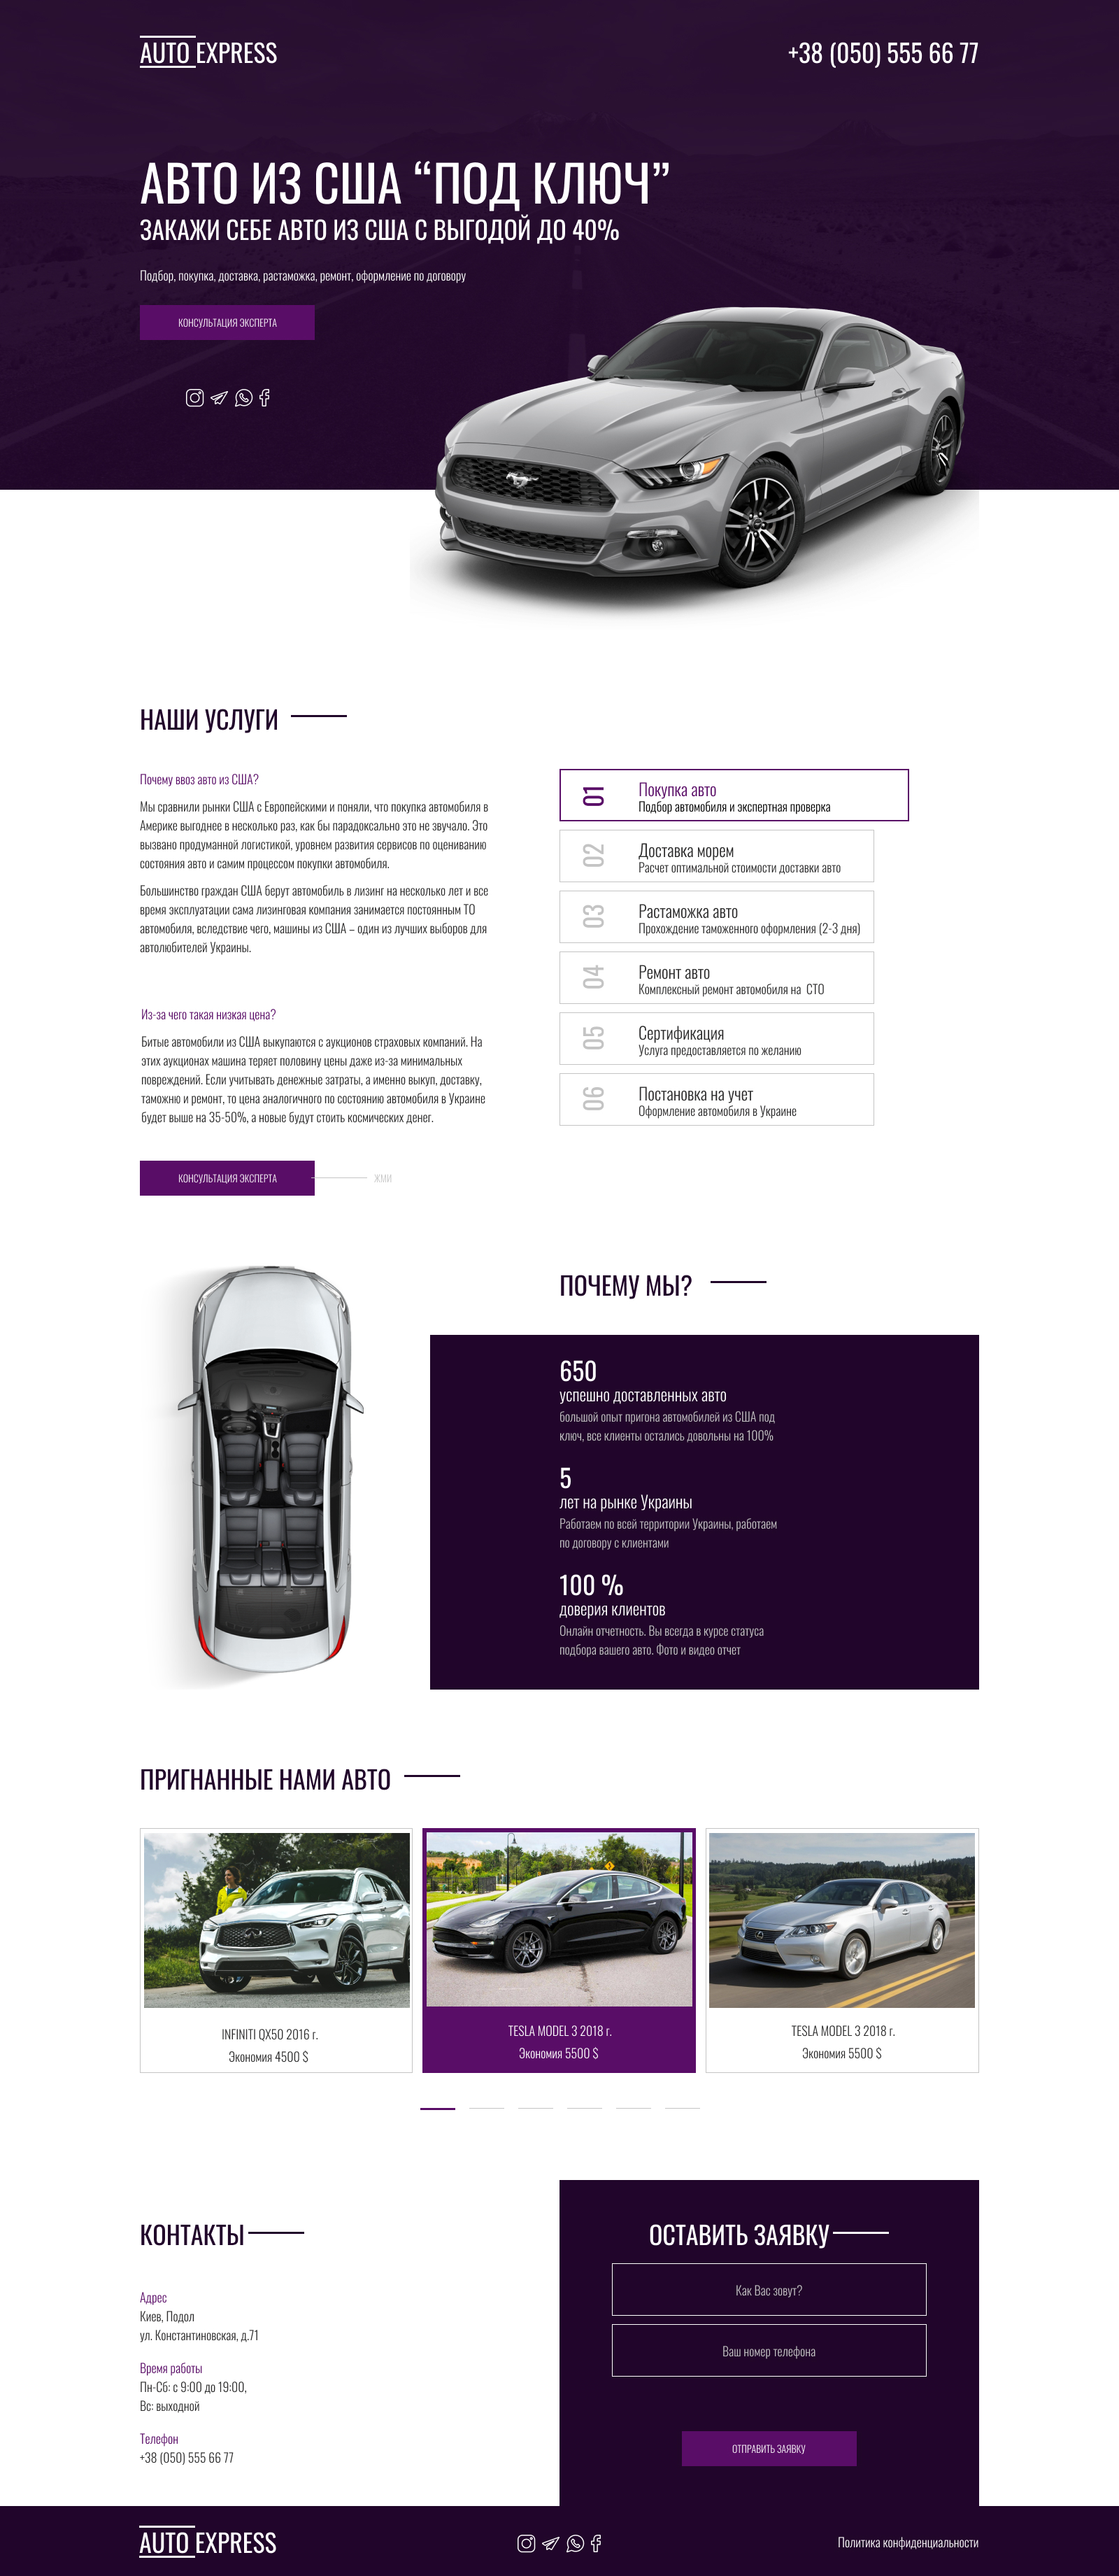 AUTO EXPRESS
+38 (050) 555 66 77
АВТО ИЗ США “ПОД КЛЮЧ”
ЗАКАЖИ СЕБЕ АВТО ИЗ США С ВЫГОДОЙ ДО 40%
Подбор, покупка, доставка, растаможка, ремонт, оформление по договору
КОНСУЛЬТАЦИЯ ЭКСПЕРТА
НАШИ УСЛУГИ
Почему ввоз авто из США?
Мы сравнили рынки США с Европейскими и поняли, что покупка автомобиля в
Америке выгоднее в несколько раз, как бы парадоксально это не звучало. Это
вызвано продуманной логистикой, уровнем развития сервисов по оцениванию
состояния авто и самим процессом покупки автомобиля.
Большинство граждан США берут автомобиль в лизинг на несколько лет и все
время эксплуатации сама лизинговая компания занимается постоянным ТО
автомобиля, вследствие чего, машины из США – один из лучших выборов для
автолюбителей Украины.
Из-за чего такая низкая цена?
Битые автомобили из США выкупаются с аукционов страховых компаний. На
этих аукционах машина теряет половину цены даже из-за минимальных
повреждений. Если учитывать денежные затраты, а именно выкуп, доставку,
таможню и ремонт, то цена аналогичного по состоянию автомобиля в Украине
будет выше на 35-50%, а новые будут стоить космических денег.
КОНСУЛЬТАЦИЯ ЭКСПЕРТА
ЖМИ
01
Покупка авто
Подбор автомобиля и экспертная проверка
02
Доставка морем
Расчет оптимальной стоимости доставки авто
03
Растаможка авто
Прохождение таможенного оформления (2-3 дня)
04
Ремонт авто
Комплексный ремонт автомобиля на СТО
05
Сертификация
Услуга предоставляется по желанию
06
Постановка на учет
Оформление автомобиля в Украине
ПОЧЕМУ МЫ?
650
успешно доставленных авто
большой опыт пригона автомобилей из США под
ключ, все клиенты остались довольны на 100%
5
лет на рынке Украины
Работаем по всей территории Украины, работаем
по договору с клиентами
100 %
доверия клиентов
Онлайн отчетность. Вы всегда в курсе статуса
подбора вашего авто. Фото и видео отчет
ПРИГНАННЫЕ НАМИ АВТО
INFINITI QX50 2016 г.
Экономия 4500 $
TESLA MODEL 3 2018 г.
Экономия 5500 $
TESLA MODEL 3 2018 г.
Экономия 5500 $
КОНТАКТЫ
Адрес
Киев, Подол
ул. Константиновская, д.71
Время работы
Пн-Сб: с 9:00 до 19:00,
Вс: выходной
Телефон
+38 (050) 555 66 77
ОСТАВИТЬ ЗАЯВКУ
Как Вас зовут?
Ваш номер телефона
ОТПРАВИТЬ ЗАЯВКУ
AUTO EXPRESS
Политика конфиденциальности